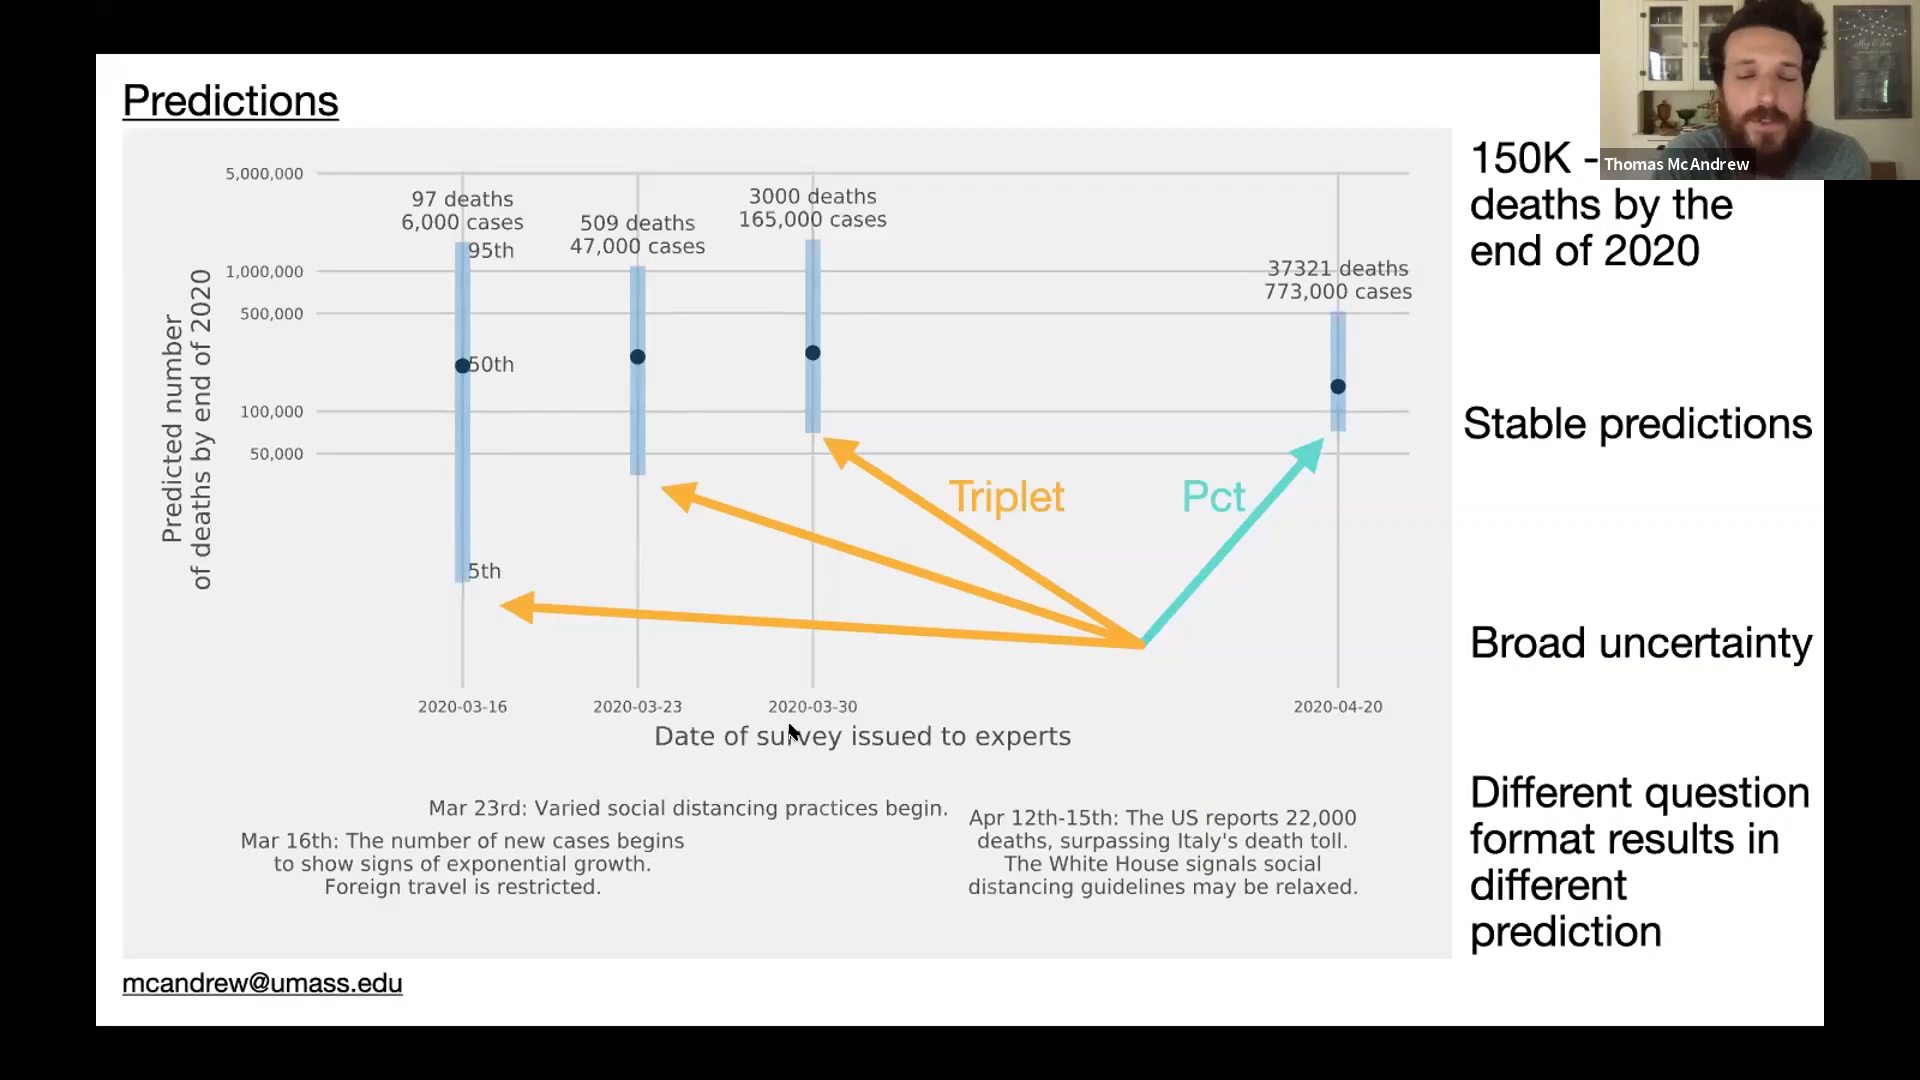 Predictions
Thomas McAndrew
150K -
deaths by the
end of 2020
5,000,000
1,000,000
500,000
100,000
50,000
Predicted number
of deaths by end of 2020
97 deaths
6,000 cases
95th
50th
5th
509 deaths
47,000 cases
3000 deaths
165,000 cases
37321 deaths
773,000 cases
Triplet
Pct
2020-03-16
2020-03-23
2020-03-30
2020-04-20
Date of survey issued to experts
Mar 23rd: Varied social distancing practices begin.
Mar 16th: The number of new cases begins
to show signs of exponential growth.
Foreign travel is restricted.
Apr 12th-15th: The US reports 22,000
deaths, surpassing Italy's death toll.
The White House signals social
distancing guidelines may be relaxed.
Stable predictions
Broad uncertainty
Different question
format results in
different
prediction
mcandrew@umass.edu